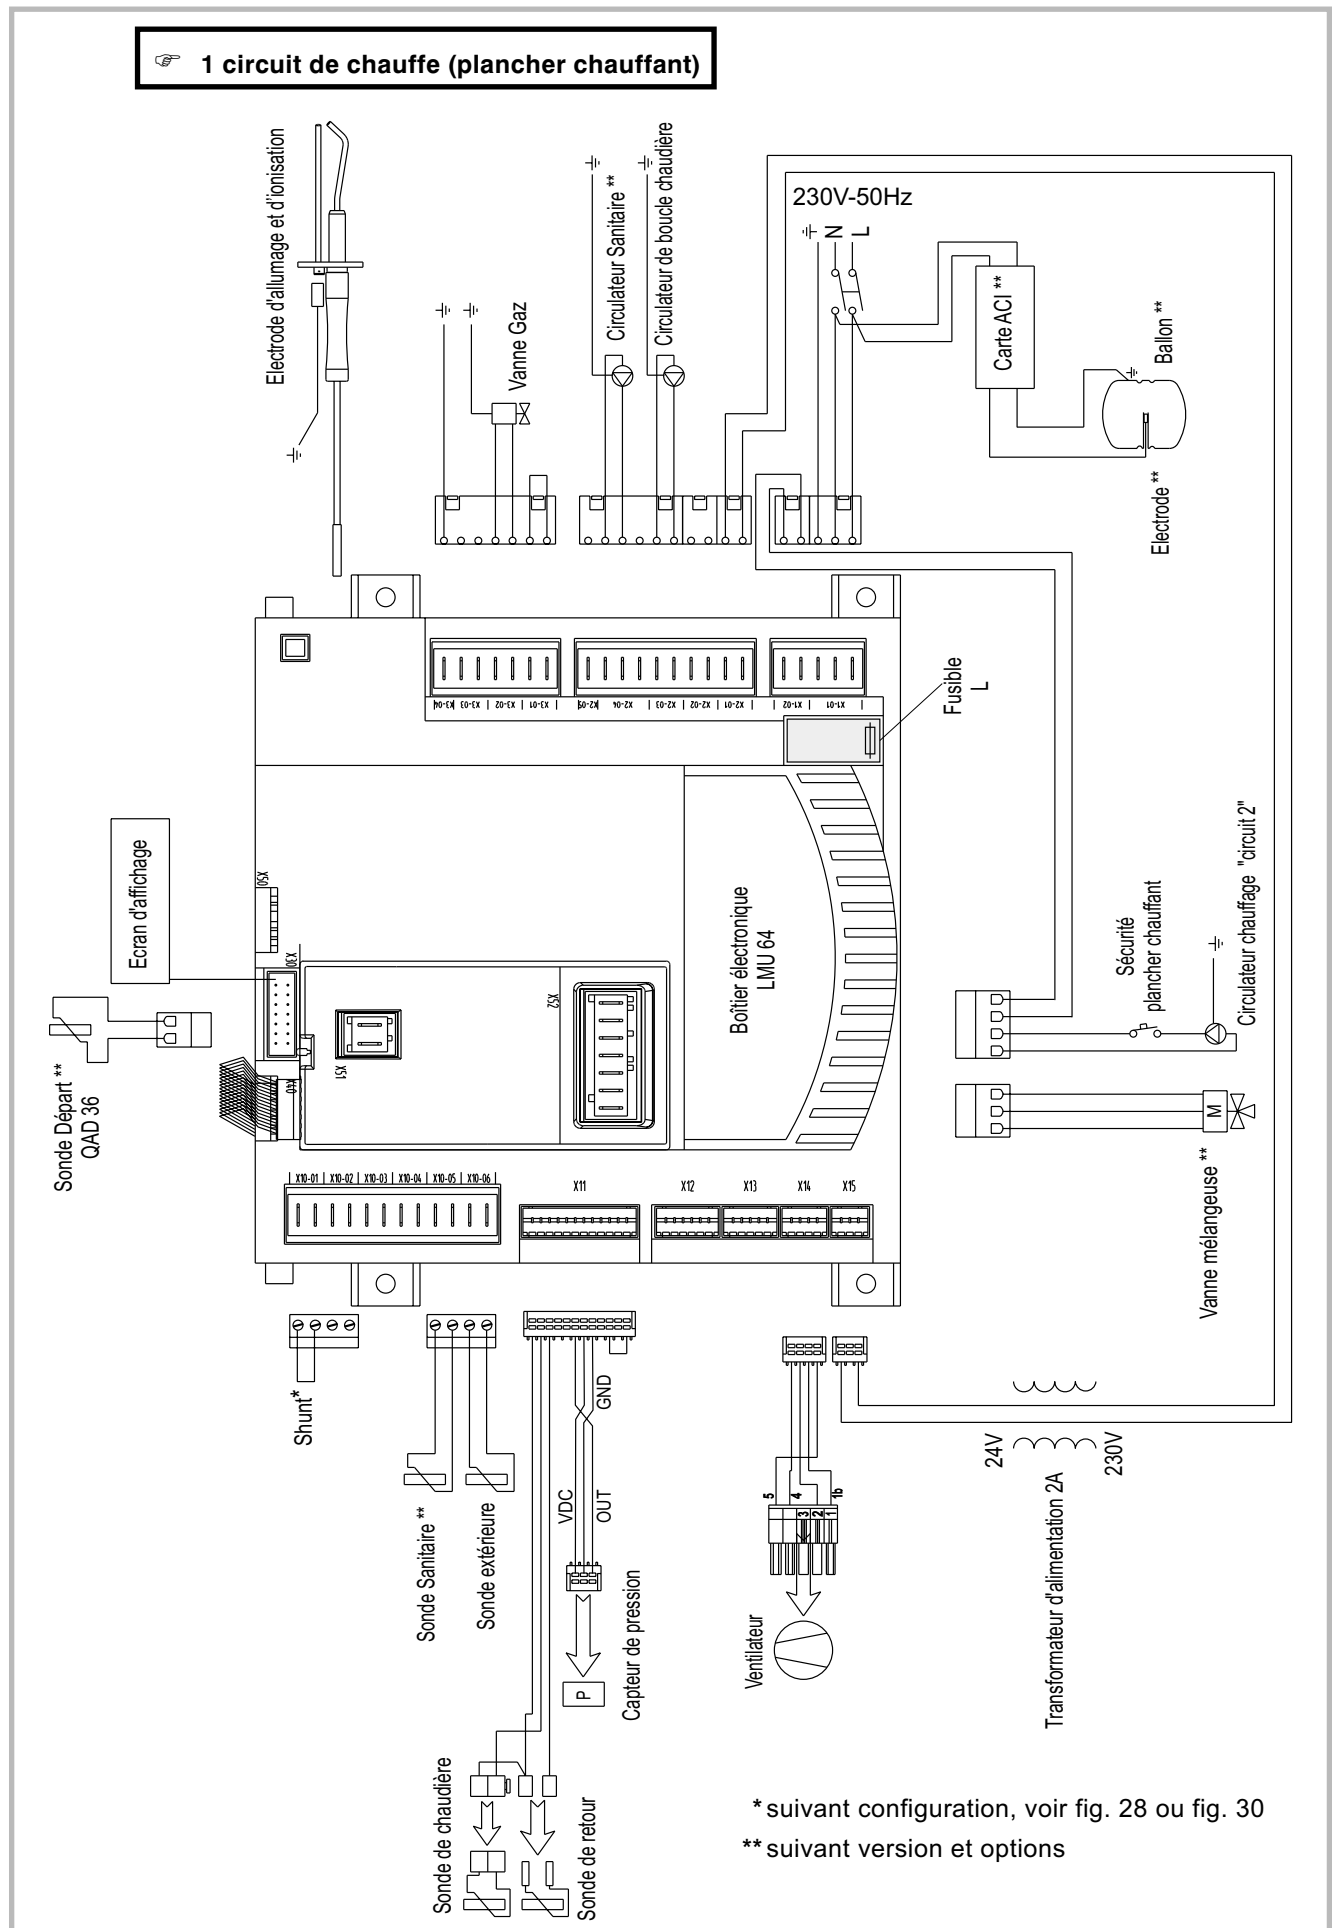 ☞ 1 circuit de chauffe (plancher chauffant)
Electrode d'allumage et d'ionisation
Vanne Gaz
Circulateur Sanitaire **
Circulateur de boucle chaudière
230V-50Hz
N
L
Carte ACI **
Ballon **
Electrode **
X3-04
X3-03
X3-02
X3-01
X2-05
X2-04
X2-03
X2-02
X2-01
X1-02
X1-01
Fusible
L
Ecran d'affichage
X50
X30
Sonde Départ **
QAD 36
X40
X51
X52
Boîtier électronique
LMU 64
Sécurité
plancher chauffant
Circulateur chauffage "circuit 2"
M
Vanne mélangeuse **
X10-01
X10-02
X10-03
X10-04
X10-05
X10-06
X11
X12
X13
X14
X15
Shunt*
Sonde Sanitaire **
Sonde extérieure
GND
VDC
OUT
P
Capteur de pression
5
4
3
2
1
1b
Ventilateur
24V
230V
Transformateur d'alimentation 2A
Sonde de chaudière
Sonde de retour
* suivant configuration, voir fig. 28 ou fig. 30
** suivant version et options